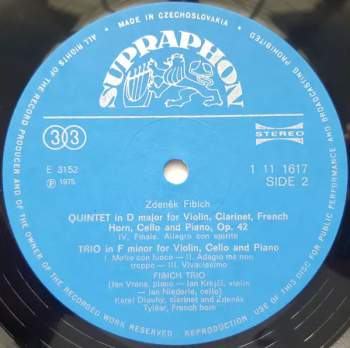 MADE IN CZECHOSLOVAKIA
ALL RIGHTS OF THE RECORD PRODUCER AND OF THE OWNER OF THE RECORDED WORK RESERVED
REPRODUCTION USE OF THIS RECORD FOR PUBLIC PERFORMANCE AND BROADCASTING PROHIBITED
SUPRAPHON
33
STEREO
E 3152
℗ 1975
1 11 1617
SIDE 2
Zdeněk Fibich
QUINTET in D major for Violin, Clarinet, French
Horn, Cello and Piano, Op. 42
IV. Finale. Allegro con spirito
TRIO in F minor for Violin, Cello and Piano
I. Molto con fuoco — II. Adagio ma non
troppo — III. Vivacissimo
FIBICH TRIO
(Jan Vrana, piano — Jan Krejčí, violin
— Jan Niederle, cello)
Karel Dlouhý, clarinet and Zdeněk
Tylšar, French horn